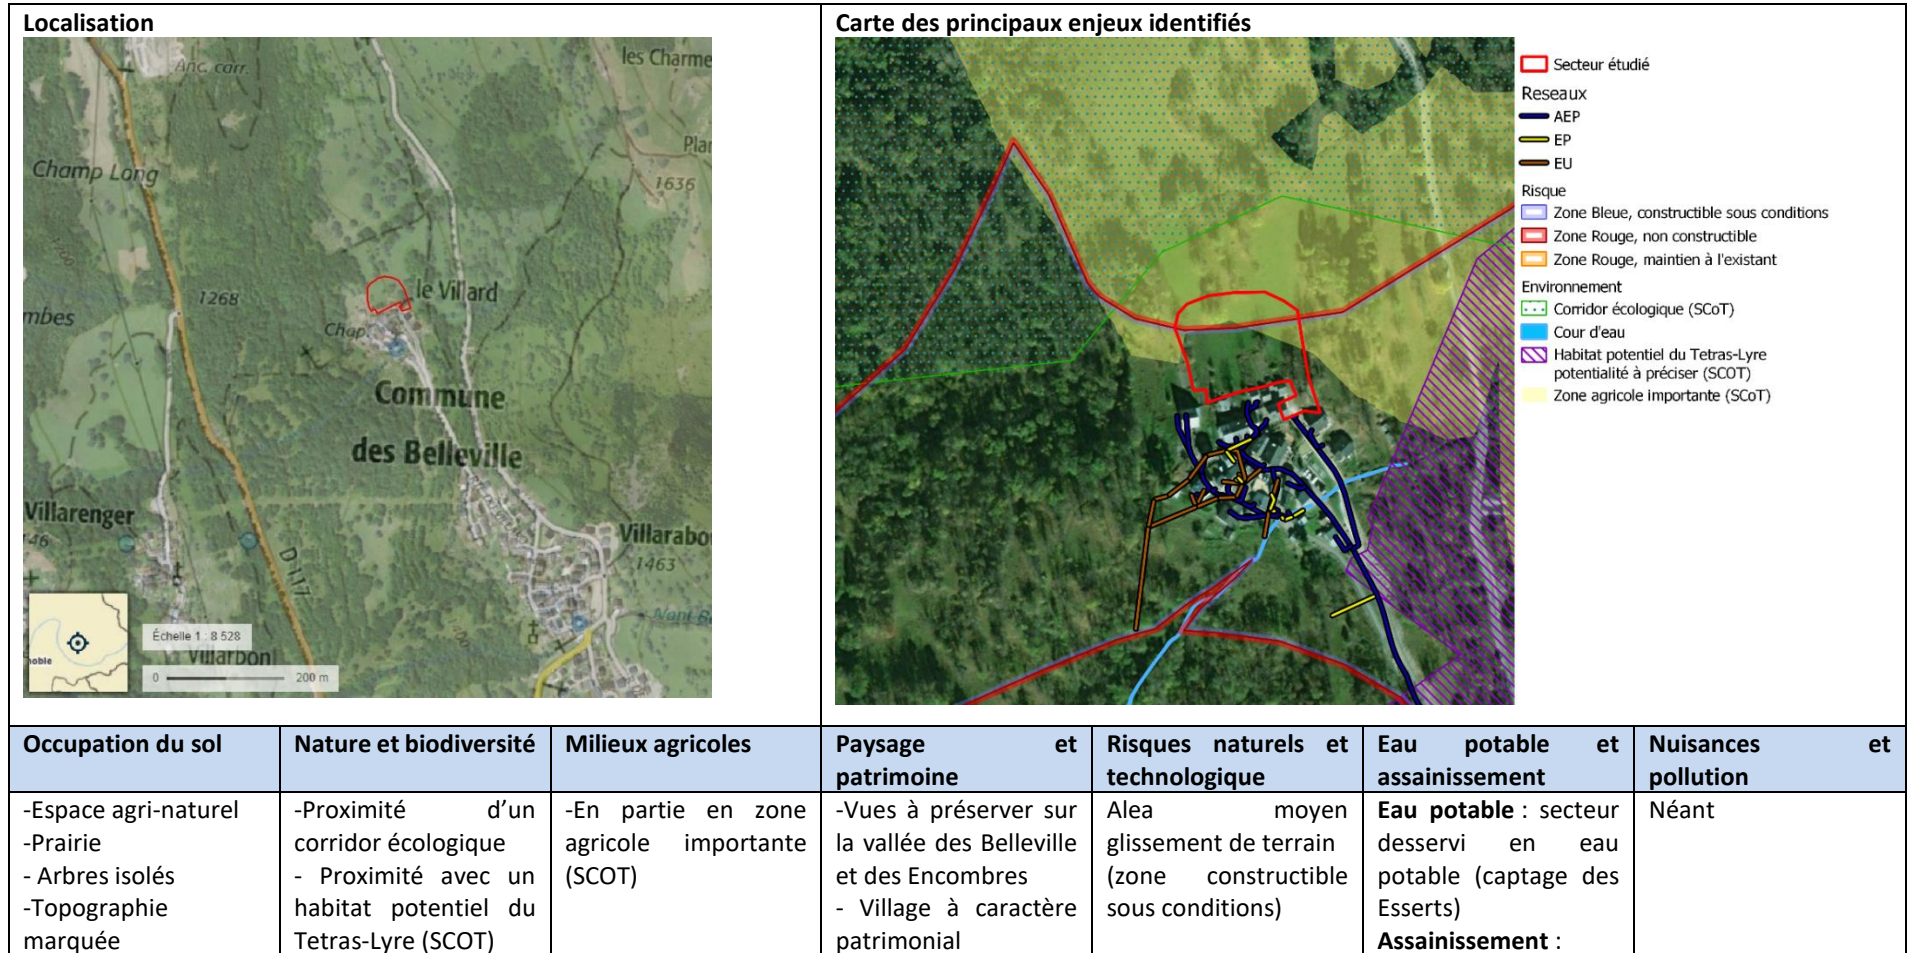 Localisation
Anc. carr.
les Charme
Champ Long
Plan
1636
1200
1268
le Villard
mbes
Chap.
Commune
des Belleville
Villarenger
46
Villarabo
1463
D 117
Nant Be
Échelle 1 : 8 528
noble
Villarbon
0 200 m
Carte des principaux enjeux identifiés
Secteur étudié
Reseaux
AEP
EP
EU
Risque
Zone Bleue, constructible sous conditions
Zone Rouge, non constructible
Zone Rouge, maintien à l'existant
Environnement
Corridor écologique (SCoT)
Cour d'eau
Habitat potentiel du Tetras-Lyre
potentialité à préciser (SCOT)
Zone agricole importante (SCoT)
Occupation du sol
-Espace agri-naturel
-Prairie
- Arbres isolés
-Topographie
marquée
Nature et biodiversité
-Proximité d’un
corridor écologique
- Proximité avec un
habitat potentiel du
Tetras-Lyre (SCOT)
Milieux agricoles
-En partie en zone
agricole importante
(SCOT)
Paysage et
patrimoine
-Vues à préserver sur
la vallée des Belleville
et des Encombres
- Village à caractère
patrimonial
Risques naturels et
technologique
Alea moyen
glissement de terrain
(zone constructible
sous conditions)
Eau potable et
assainissement
Eau potable : secteur
desservi en eau
potable (captage des
Esserts)
Assainissement :
Nuisances et
pollution
Néant